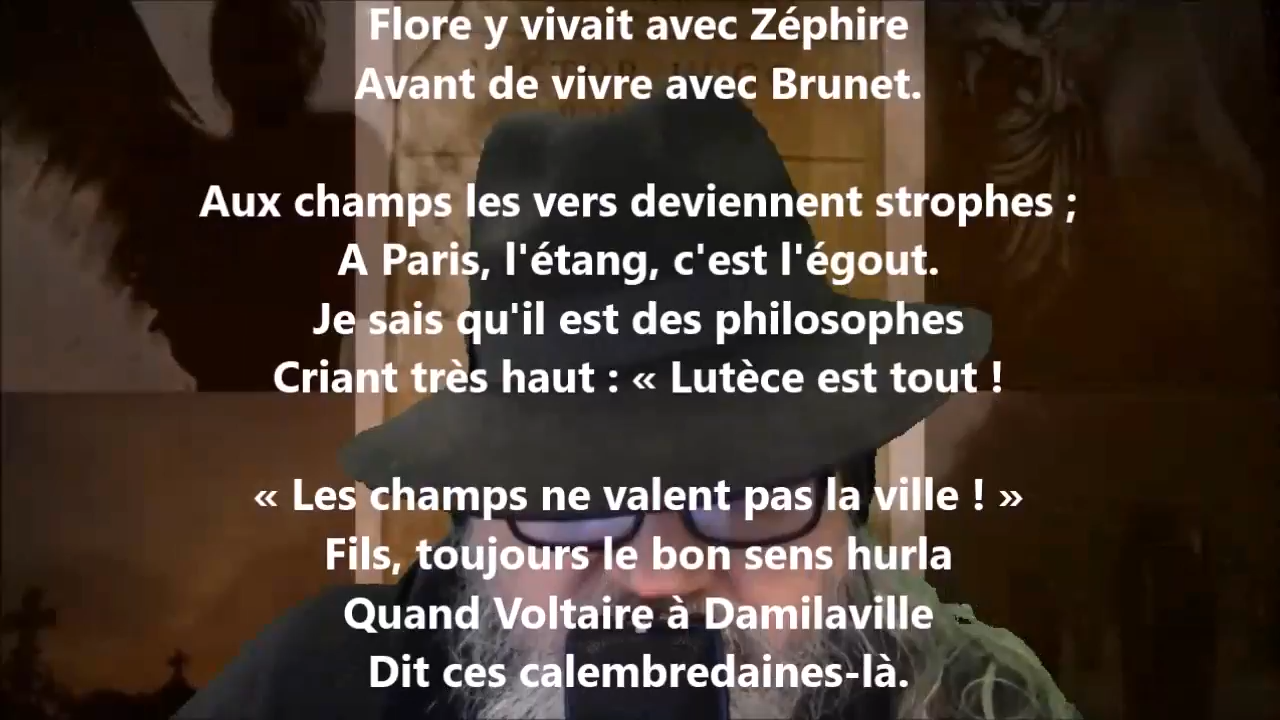 Flore y vivait avec Zéphire
Avant de vivre avec Brunet.
Aux champs les vers deviennent strophes ;
A Paris, l'étang, c'est l'égout.
Je sais qu'il est des philosophes
Criant très haut : « Lutèce est tout !
« Les champs ne valent pas la ville ! »
Fils, toujours le bon sens hurla
Quand Voltaire à Damilaville
Dit ces calembredaines-là.